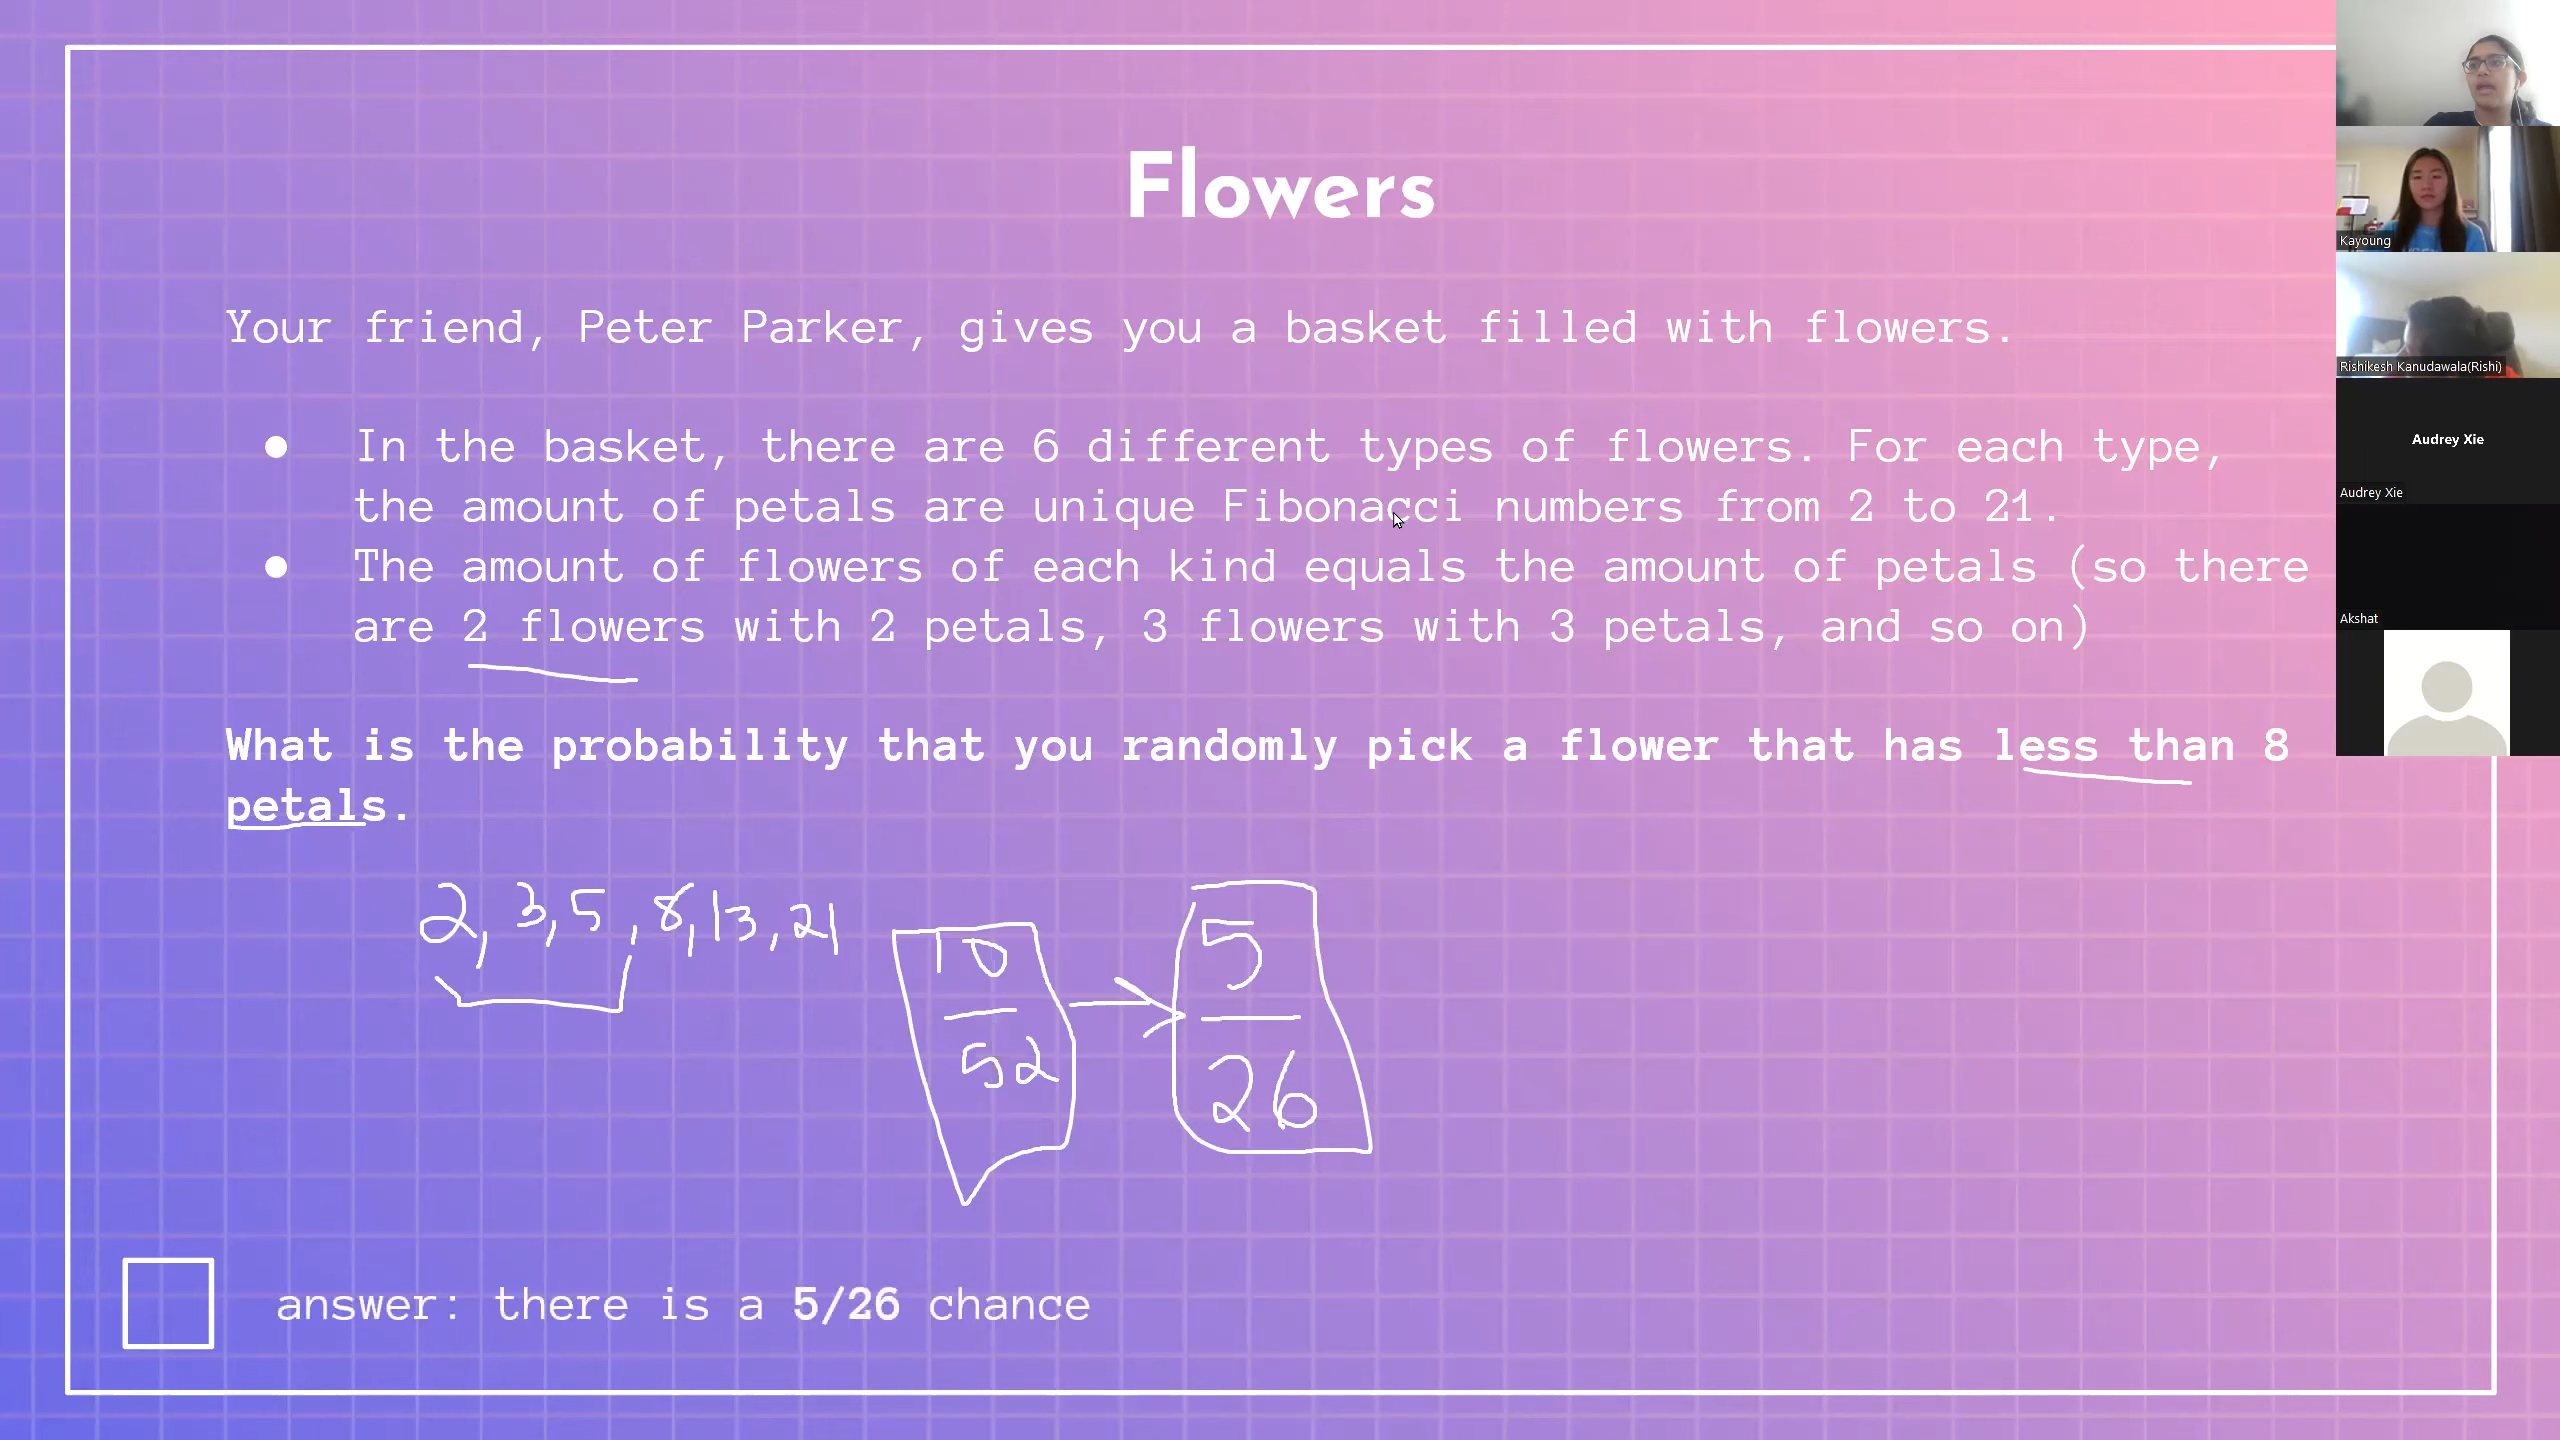 Flowers
Your friend, Peter Parker, gives you a basket filled with flowers.
● In the basket, there are 6 different types of flowers. For each type,
the amount of petals are unique Fibonacci numbers from 2 to 21.
● The amount of flowers of each kind equals the amount of petals (so there
are 2 flowers with 2 petals, 3 flowers with 3 petals, and so on)
What is the probability that you randomly pick a flower that has less than 8
petals.
2, 3, 5, 8, 13, 21
10
52
5
26
answer: there is a 5/26 chance
Kayoung
Rishikesh Kanudawala(Rishi)
Audrey Xie
Audrey Xie
Akshat